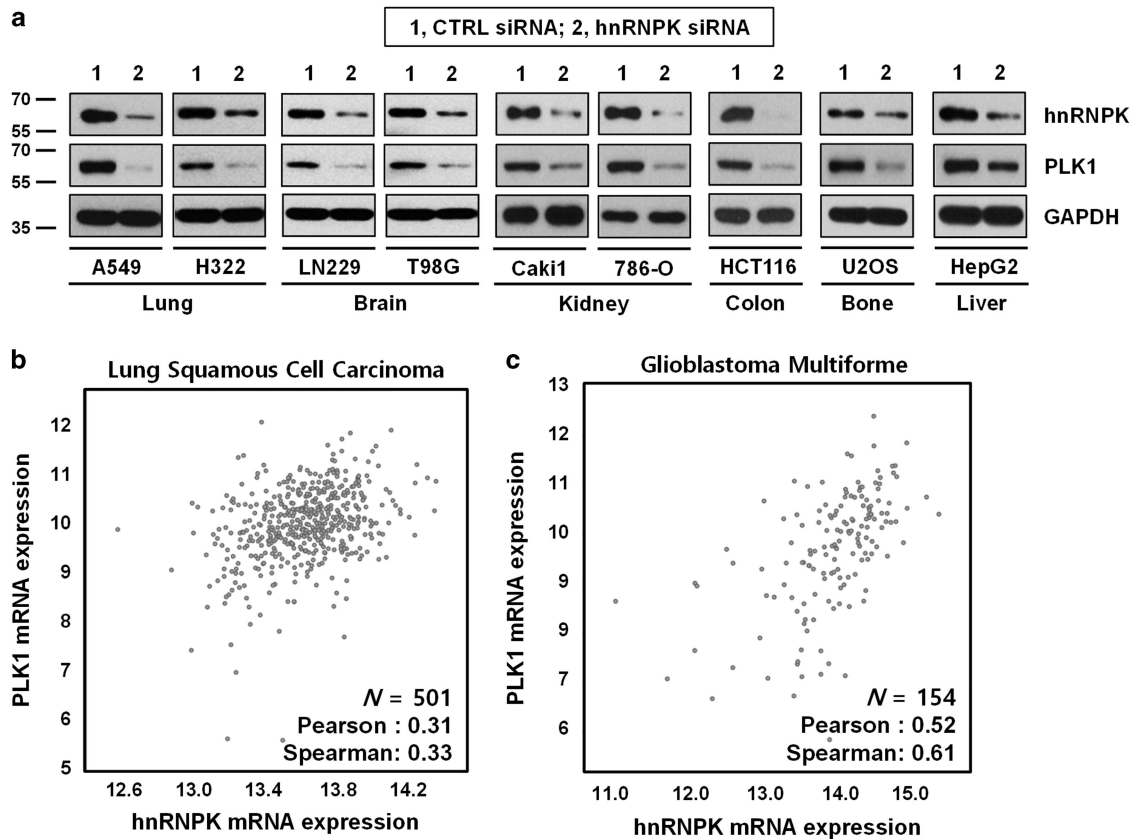 a
1, CTRL siRNA; 2, hnRNPK siRNA
1 2 1 2 1 2 1 2 1 2 1 2 1 2 1 2 1 2
70
55
hnRNPK
70
55
PLK1
35
GAPDH
A549 H322 LN229 T98G Caki1 786-O HCT116 U2OS HepG2
Lung Brain Kidney Colon Bone Liver
b
Lung Squamous Cell Carcinoma
PLK1 mRNA expression
12
11
10
9
8
7
6
5
N = 501
Pearson : 0.31
Spearman: 0.33
12.6 13.0 13.4 13.8 14.2
hnRNPK mRNA expression
c
Glioblastoma Multiforme
PLK1 mRNA expression
13
12
11
10
9
9
7
6
N = 154
Pearson : 0.52
Spearman: 0.61
11.0 12.0 13.0 14.0 15.0
hnRNPK mRNA expression